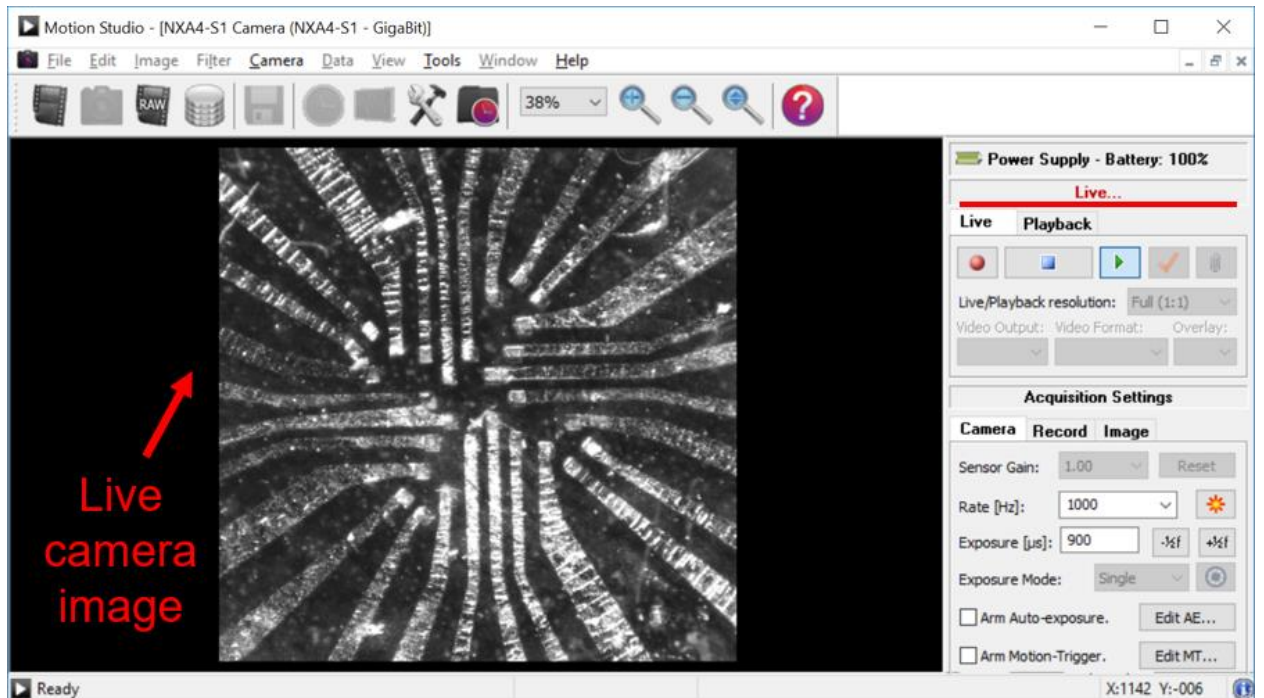 Motion Studio - [NXA4-S1 Camera (NXA4-S1 - GigaBit)]
File Edit Image Filter Camera Data View Tools Window Help
RAW 38% ?
Power Supply - Battery: 100%
Live...
Live Playback
Live/Playback resolution: Full (1:1)
Video Output: Video Format: Overlay:
Acquisition Settings
Camera Record Image
Sensor Gain: 1.00 Reset
Rate [Hz]: 1000
Exposure [µs]: 900 -½f +½f
Exposure Mode: Single
Arm Auto-exposure. Edit AE...
Arm Motion-Trigger. Edit MT...
Live
camera
image
Ready X:1142 Y:-006